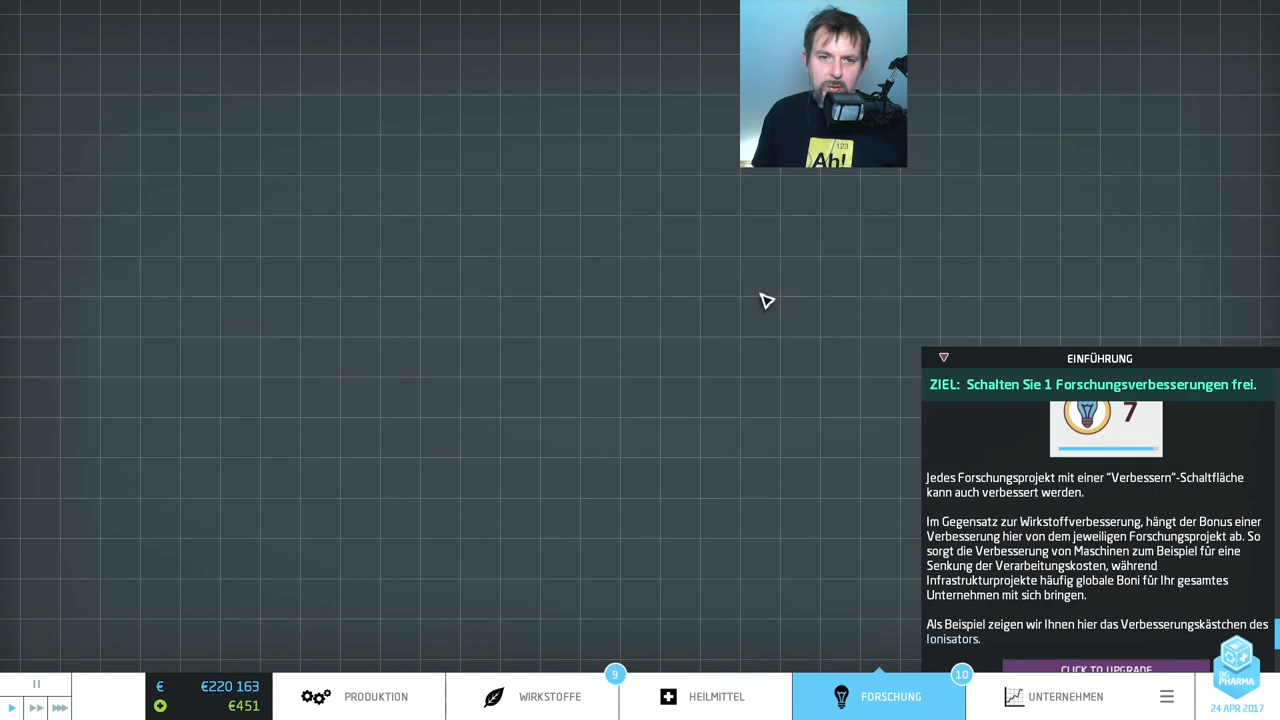 123
Ah!
EINFÜHRUNG
ZIEL: Schalten Sie 1 Forschungsverbesserungen frei.
7
Jedes Forschungsprojekt mit einer "Verbessern"-Schaltfläche
kann auch verbessert werden.
Im Gegensatz zur Wirkstoffverbesserung, hängt der Bonus einer
Verbesserung hier von dem jeweiligen Forschungsprojekt ab. So
sorgt die Verbesserung von Maschinen zum Beispiel für eine
Senkung der Verarbeitungskosten, während
Infrastrukturprojekte häufig globale Boni für Ihr gesamtes
Unternehmen mit sich bringen.
Als Beispiel zeigen wir Ihnen hier das Verbesserungskästchen des
Ionisators.
CLICK TO UPGRADE
€ €220 163
€451
PRODUKTION
9
WIRKSTOFFE
HEILMITTEL
10
FORSCHUNG
UNTERNEHMEN
BIG
PHARMA
24 APR 2017